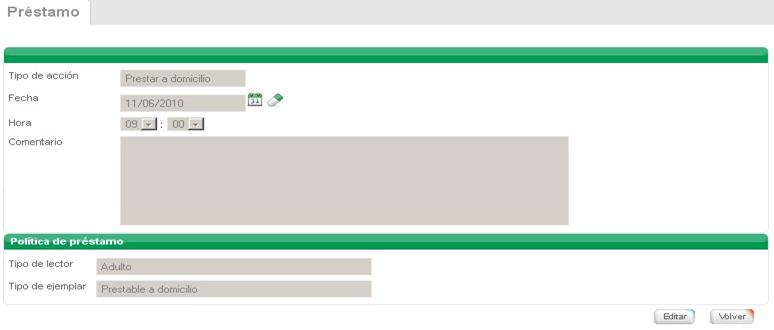 Préstamo
Tipo de acción Prestar a domicilio
Fecha 11/06/2010 31
Hora 09 : 00
Comentario
Política de préstamo
Tipo de lector Adulto
Tipo de ejemplar Prestable a domicilio
Editar Volver